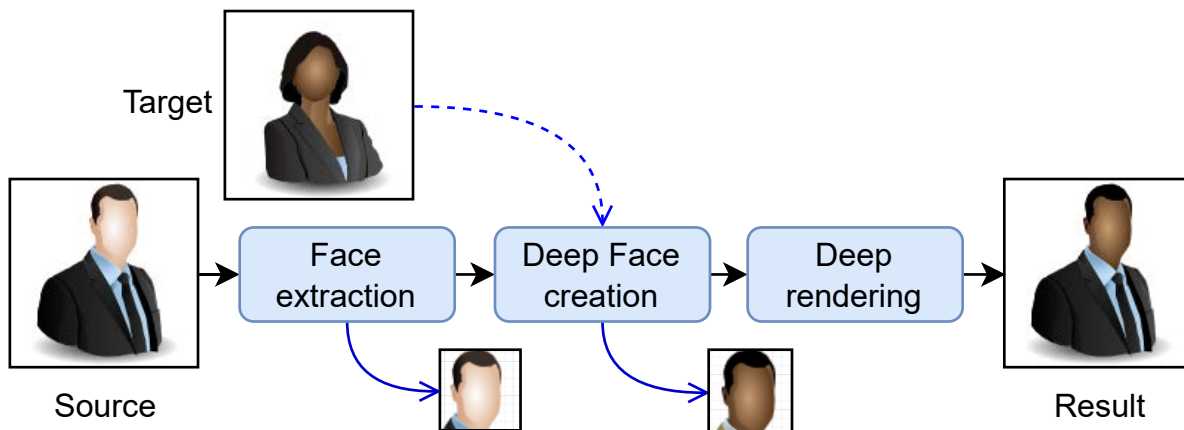 Target
Face
extraction
Deep Face
creation
Deep
rendering
Source
Result